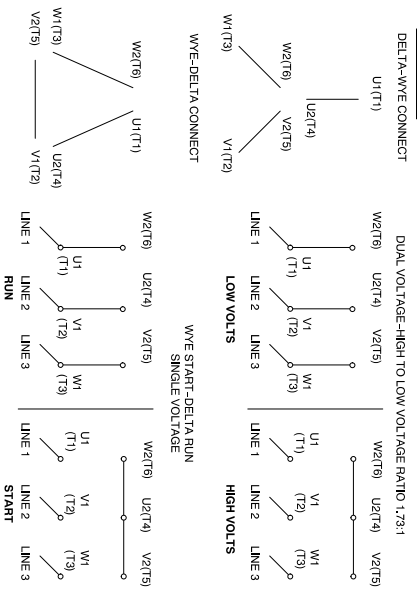 DELTA–WYE CONNECT
U1(T1)
U2(T4)
W2(T6)
V2(T5)
W1(T3)
V1(T2)
DUAL VOLTAGE–HIGH TO LOW VOLTAGE RATIO 1.73:1
W2(T6) U2(T4) V2(T5)
U1 (T1) V1 (T2) W1 (T3)
LINE 1 LINE 2 LINE 3
LOW VOLTS
W2(T6) U2(T4) V2(T5)
U1 (T1) V1 (T2) W1 (T3)
LINE 1 LINE 2 LINE 3
HIGH VOLTS
WYE–DELTA CONNECT
W2(T6)
U1(T1)
W1(T3)
V2(T5)
U2(T4)
V1(T2)
WYE START–DELTA RUN
SINGLE VOLTAGE
W2(T6) U2(T4) V2(T5)
U1 (T1) V1 (T2) W1 (T3)
LINE 1 LINE 2 LINE 3
RUN
W2(T6) U2(T4) V2(T5)
U1 (T1) V1 (T2) W1 (T3)
LINE 1 LINE 2 LINE 3
START